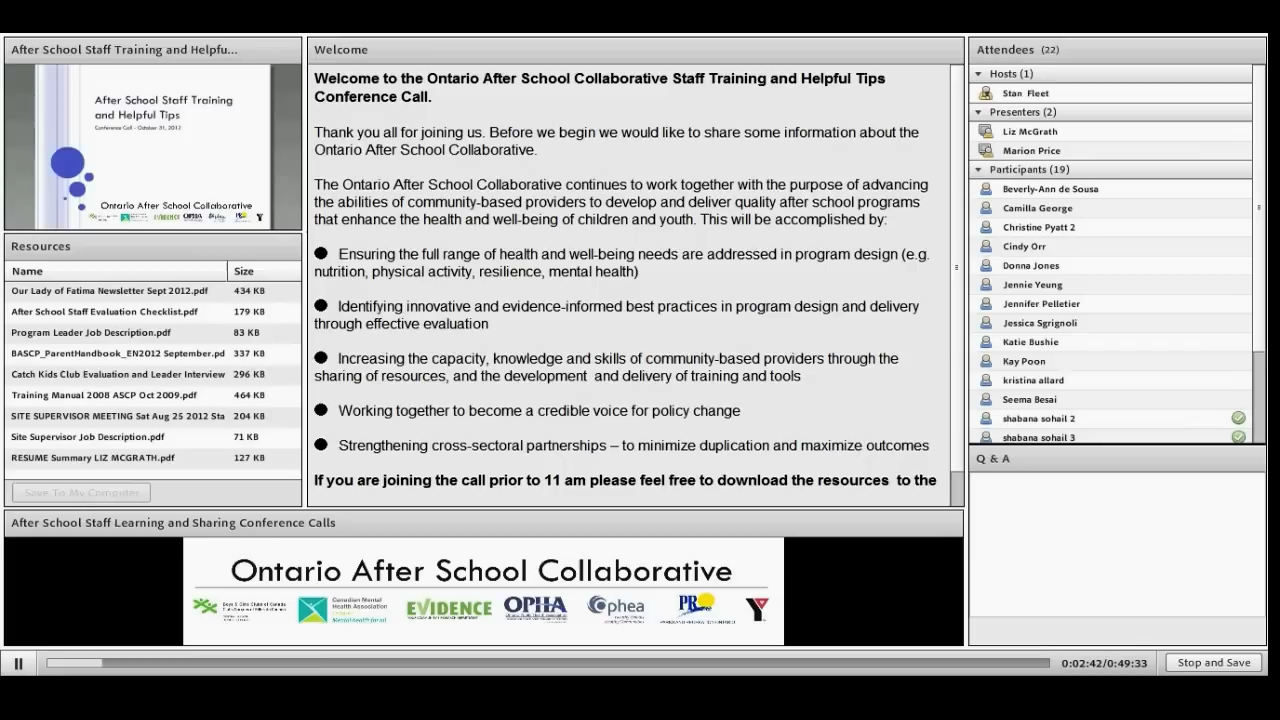 After School Staff Training and Helpfu...
After School Staff Training
and Helpful Tips
Conference Call - October 31, 2012
Ontario After School Collaborative
EVIDENCE
OPHA
Resources
Name Size
Our Lady of Fatima Newsletter Sept 2012.pdf 434 KB
After School Staff Evaluation Checklist.pdf 179 KB
Program Leader Job Description.pdf 83 KB
BASCP_ParentHandbook_EN2012 September.pd 337 KB
Catch Kids Club Evaluation and Leader Interview 296 KB
Training Manual 2008 ASCP Oct 2009.pdf 464 KB
SITE SUPERVISOR MEETING Sat Aug 25 2012 Sta 204 KB
Site Supervisor Job Description.pdf 71 KB
RESUME Summary LIZ MCGRATH.pdf 127 KB
Save To My Computer
Welcome
Welcome to the Ontario After School Collaborative Staff Training and Helpful Tips
Conference Call.
Thank you all for joining us. Before we begin we would like to share some information about the
Ontario After School Collaborative.
The Ontario After School Collaborative continues to work together with the purpose of advancing
the abilities of community-based providers to develop and deliver quality after school programs
that enhance the health and well-being of children and youth. This will be accomplished by:
● Ensuring the full range of health and well-being needs are addressed in program design (e.g.
nutrition, physical activity, resilience, mental health)
● Identifying innovative and evidence-informed best practices in program design and delivery
through effective evaluation
● Increasing the capacity, knowledge and skills of community-based providers through the
sharing of resources, and the development and delivery of training and tools
● Working together to become a credible voice for policy change
● Strengthening cross-sectoral partnerships – to minimize duplication and maximize outcomes
If you are joining the call prior to 11 am please feel free to download the resources to the
Attendees (22)
Hosts (1)
Stan Fleet
Presenters (2)
Liz McGrath
Marion Price
Participants (19)
Beverly-Ann de Sousa
Camilla George
Christine Pyatt 2
Cindy Orr
Donna Jones
Jennie Yeung
Jennifer Pelletier
Jessica Sgrignoli
Katie Bushie
Kay Poon
kristina allard
Seema Besai
shabana sohail 2
shabana sohail 3
Q & A
After School Staff Learning and Sharing Conference Calls
Ontario After School Collaborative
Canadian Mental
Health Association
Mental health for all
EVIDENCE
OPHA
Ophea
PRO
0:02:42/0:49:33
Stop and Save